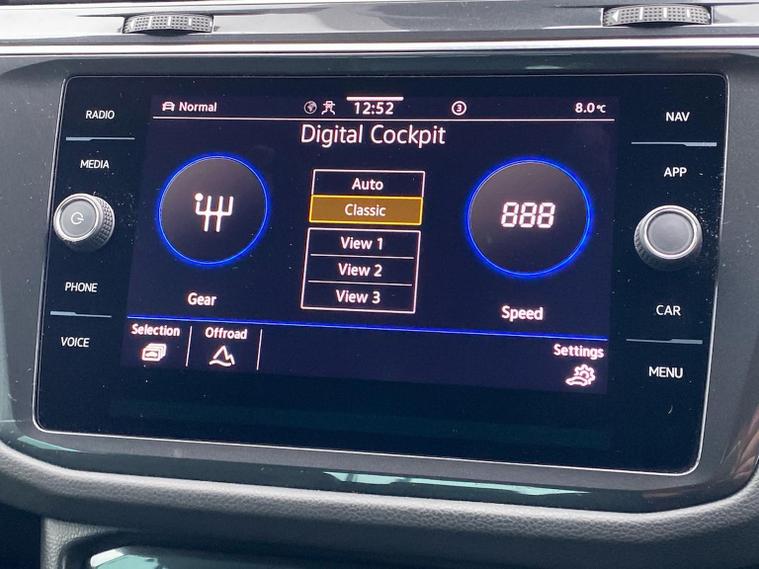 RADIO
MEDIA
PHONE
VOICE
Normal
12:52
3
8.0°C
Digital Cockpit
Auto
Classic
View 1
View 2
View 3
Gear
888
Speed
Selection
Offroad
Settings
NAV
APP
CAR
MENU